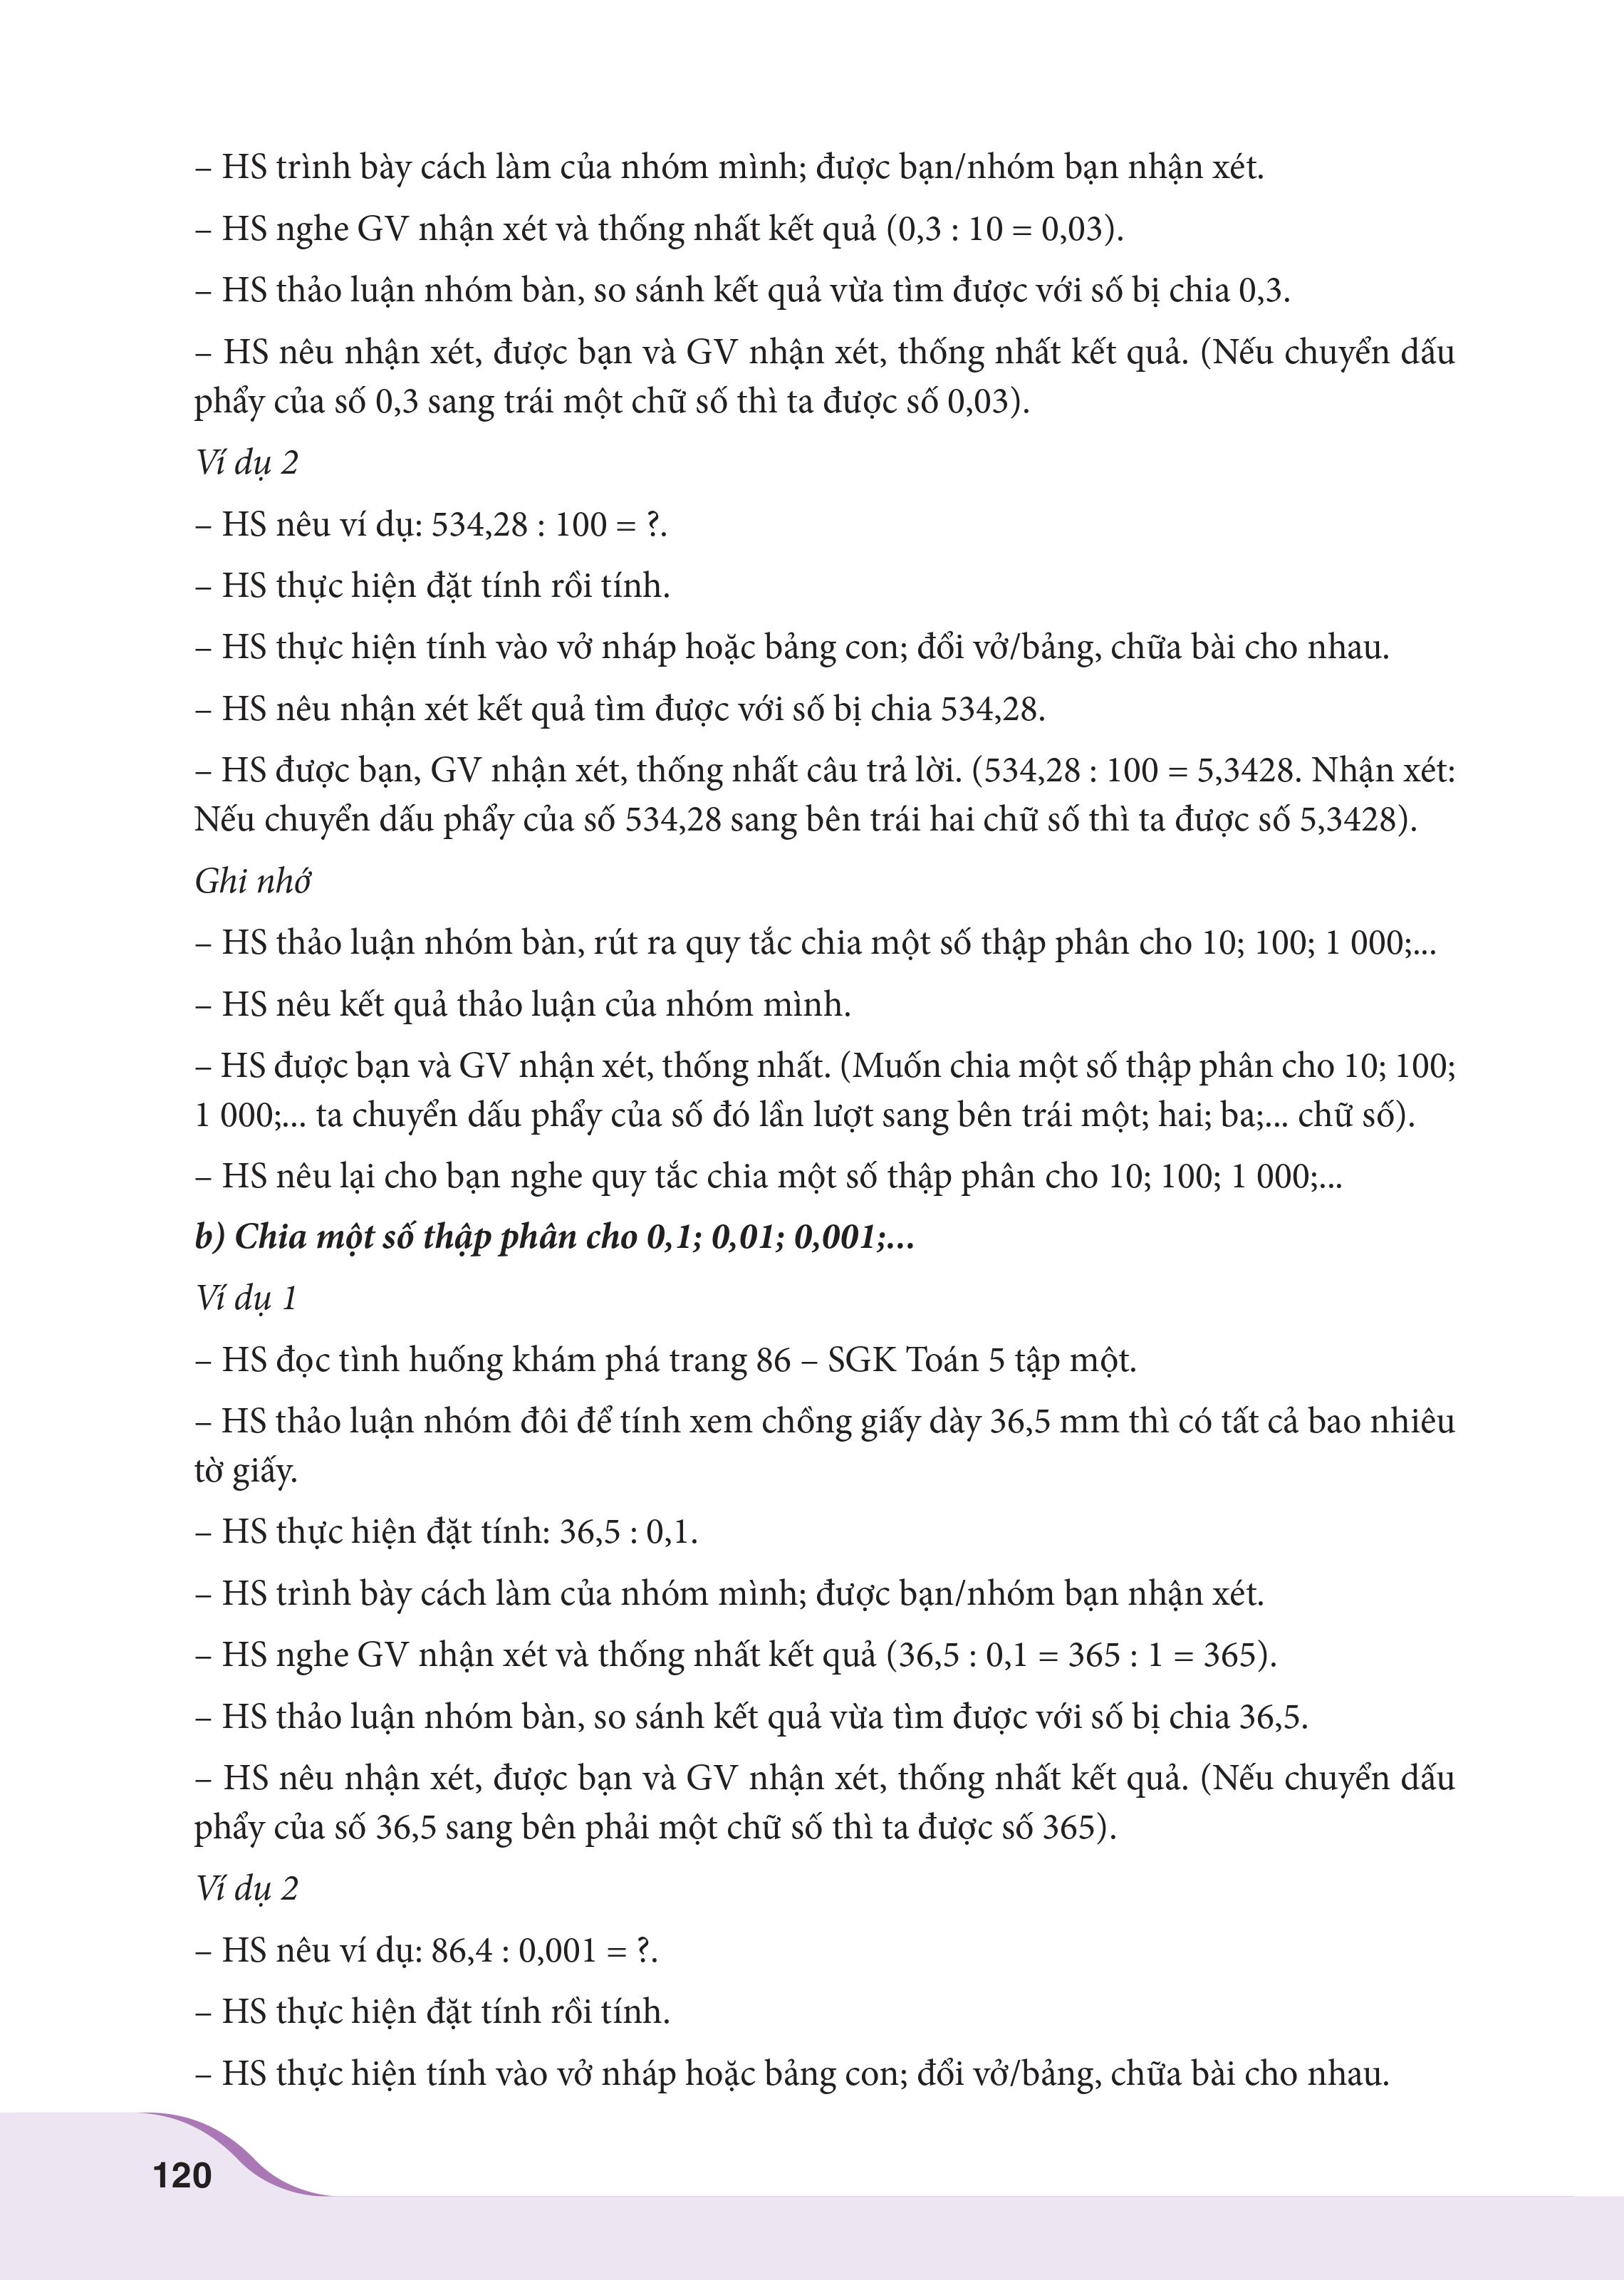 – HS trình bày cách làm của nhóm mình; được bạn/nhóm bạn nhận xét.
– HS nghe GV nhận xét và thống nhất kết quả (0,3 : 10 = 0,03).
– HS thảo luận nhóm bàn, so sánh kết quả vừa tìm được với số bị chia 0,3.
– HS nêu nhận xét, được bạn và GV nhận xét, thống nhất kết quả. (Nếu chuyển dấu
phẩy của số 0,3 sang trái một chữ số thì ta được số 0,03).
Ví dụ 2
– HS nêu ví dụ: 534,28 : 100 = ?.
– HS thực hiện đặt tính rồi tính.
– HS thực hiện tính vào vở nháp hoặc bảng con; đổi vở/bảng, chữa bài cho nhau.
– HS nêu nhận xét kết quả tìm được với số bị chia 534,28.
– HS được bạn, GV nhận xét, thống nhất câu trả lời. (534,28 : 100 = 5,3428. Nhận xét:
Nếu chuyển dấu phẩy của số 534,28 sang bên trái hai chữ số thì ta được số 5,3428).
Ghi nhớ
– HS thảo luận nhóm bàn, rút ra quy tắc chia một số thập phân cho 10; 100; 1 000;...
– HS nêu kết quả thảo luận của nhóm mình.
– HS được bạn và GV nhận xét, thống nhất. (Muốn chia một số thập phân cho 10; 100;
1 000;... ta chuyển dấu phẩy của số đó lần lượt sang bên trái một; hai; ba;... chữ số).
– HS nêu lại cho bạn nghe quy tắc chia một số thập phân cho 10; 100; 1 000;...
b) Chia một số thập phân cho 0,1; 0,01; 0,001;...
Ví dụ 1
– HS đọc tình huống khám phá trang 86 – SGK Toán 5 tập một.
– HS thảo luận nhóm đôi để tính xem chồng giấy dày 36,5 mm thì có tất cả bao nhiêu
tờ giấy.
– HS thực hiện đặt tính: 36,5 : 0,1.
– HS trình bày cách làm của nhóm mình; được bạn/nhóm bạn nhận xét.
– HS nghe GV nhận xét và thống nhất kết quả (36,5 : 0,1 = 365 : 1 = 365).
– HS thảo luận nhóm bàn, so sánh kết quả vừa tìm được với số bị chia 36,5.
– HS nêu nhận xét, được bạn và GV nhận xét, thống nhất kết quả. (Nếu chuyển dấu
phẩy của số 36,5 sang bên phải một chữ số thì ta được số 365).
Ví dụ 2
– HS nêu ví dụ: 86,4 : 0,001 = ?.
– HS thực hiện đặt tính rồi tính.
– HS thực hiện tính vào vở nháp hoặc bảng con; đổi vở/bảng, chữa bài cho nhau.
120